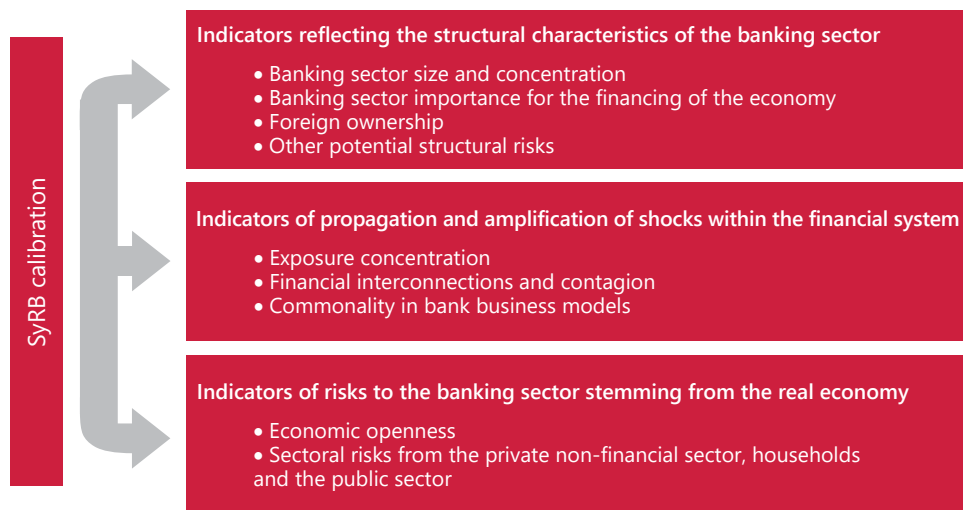 SyRB calibration
Indicators reflecting the structural characteristics of the banking sector
• Banking sector size and concentration
• Banking sector importance for the financing of the economy
• Foreign ownership
• Other potential structural risks
Indicators of propagation and amplification of shocks within the financial system
• Exposure concentration
• Financial interconnections and contagion
• Commonality in bank business models
Indicators of risks to the banking sector stemming from the real economy
• Economic openness
• Sectoral risks from the private non-financial sector, households
and the public sector